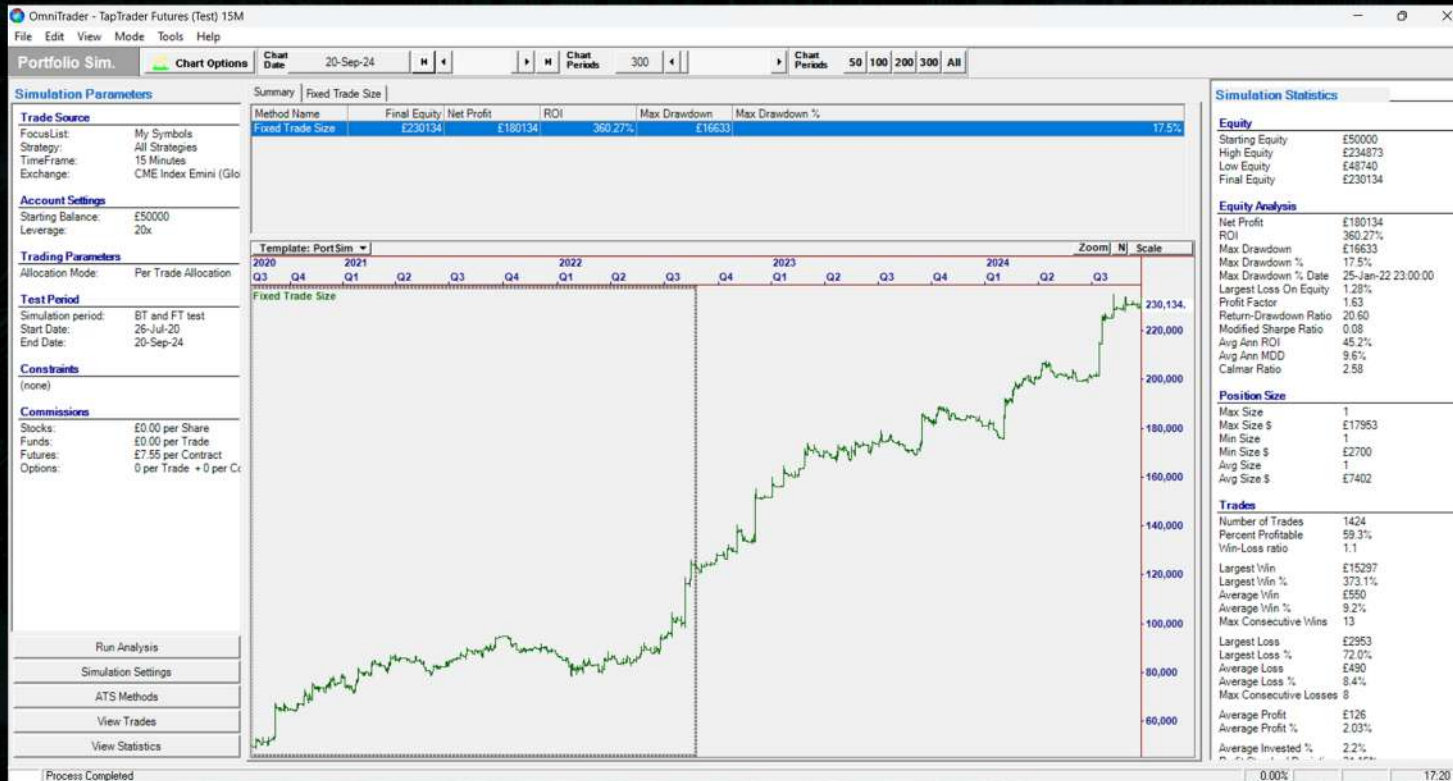 OmniTrader - TapTrader Futures (Test) 15M
File Edit View Mode Tools Help
Portfolio Sim.
Chart Options
Chart Date 20-Sep-24
Chart Periods 300
Chart Periods 50 100 200 300 All
Simulation Parameters
Trade Source
FocusList: My Symbols
Strategy: All Strategies
TimeFrame: 15 Minutes
Exchange: CME Index Emini (Glo
Account Settings
Starting Balance: £50000
Leverage: 20x
Trading Parameters
Allocation Mode: Per Trade Allocation
Test Period
Simulation period: BT and FT test
Start Date: 26-Jul-20
End Date: 20-Sep-24
Constraints
(none)
Commissions
Stocks: £0.00 per Share
Funds: £0.00 per Trade
Futures: £7.55 per Contract
Options: 0 per Trade + 0 per Cc
Run Analysis
Simulation Settings
ATS Methods
View Trades
View Statistics
Summary Fixed Trade Size
Method Name Final Equity Net Profit ROI Max Drawdown Max Drawdown %
Fixed Trade Size £230134 £180134 360.27% £16633 17.5%
Template: PortSim Zoom N Scale
2020 2021 2022 2023 2024
Q3 Q4 Q1 Q2 Q3 Q4 Q1 Q2 Q3 Q4 Q1 Q2 Q3 Q4 Q1 Q2 Q3
Fixed Trade Size
230,134.
220,000
200,000
180,000
160,000
140,000
120,000
100,000
80,000
60,000
Simulation Statistics
Equity
Starting Equity £50000
High Equity £234873
Low Equity £48740
Final Equity £230134
Equity Analysis
Net Profit £180134
ROI 360.27%
Max Drawdown £16633
Max Drawdown % 17.5%
Max Drawdown % Date 25-Jan-22 23:00:00
Largest Loss On Equity 1.28%
Profit Factor 1.63
Return-Drawdown Ratio 20.60
Modified Sharpe Ratio 0.08
Avg Ann ROI 45.2%
Avg Ann MDD 9.6%
Calmar Ratio 2.58
Position Size
Max Size 1
Max Size $ £17953
Min Size 1
Min Size $ £2700
Avg Size 1
Avg Size $ £7402
Trades
Number of Trades 1424
Percent Profitable 59.3%
Win-Loss ratio 1.1
Largest Win £15297
Largest Win % 373.1%
Average Win £550
Average Win % 9.2%
Max Consecutive Wins 13
Largest Loss £2953
Largest Loss % 72.0%
Average Loss £490
Average Loss % 8.4%
Max Consecutive Losses 8
Average Profit £126
Average Profit % 2.03%
Average Invested % 2.2%
Process Completed
0.00% 17:20